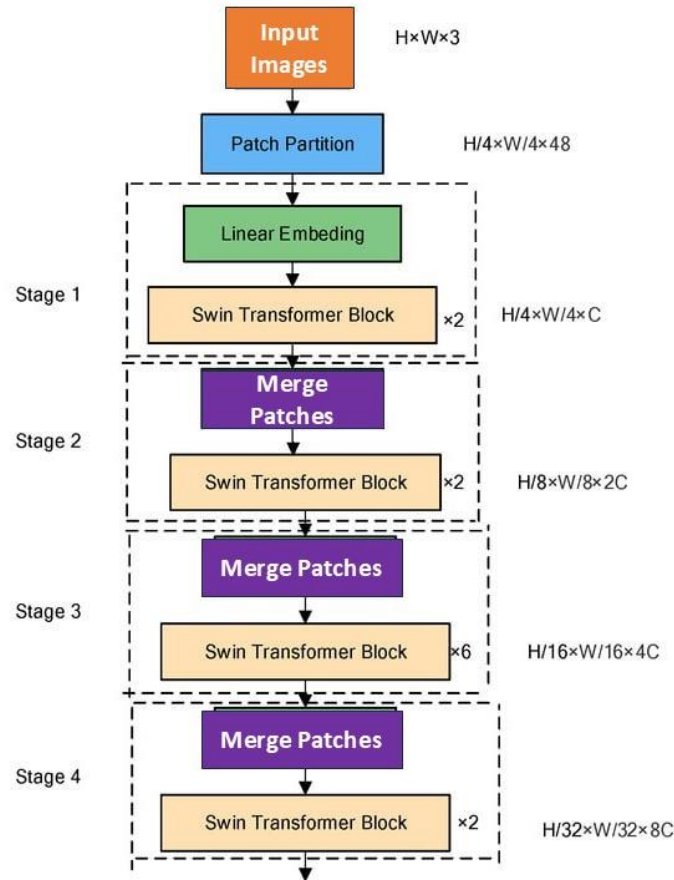 Input
Images
H×W×3
Patch Partition
H/4×W/4×48
Linear Embeding
Stage 1
Swin Transformer Block
×2
H/4×W/4×C
Merge
Patches
Stage 2
Swin Transformer Block
×2
H/8×W/8×2C
Merge Patches
Stage 3
Swin Transformer Block
×6
H/16×W/16×4C
Merge Patches
Stage 4
Swin Transformer Block
×2
H/32×W/32×8C